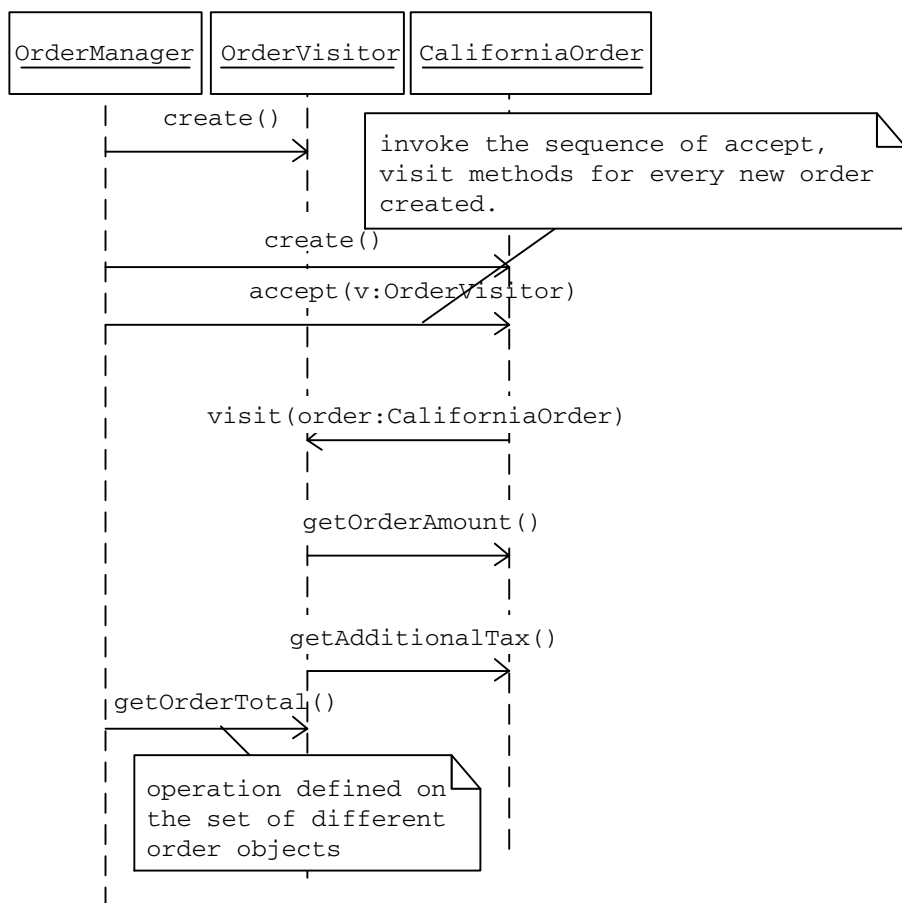 OrderManager OrderVisitor CaliforniaOrder
create()
invoke the sequence of accept,
visit methods for every new order
created.
create()
accept(v:OrderVisitor)
visit(order:CaliforniaOrder)
getOrderAmount()
getAdditionalTax()
getOrderTotal()
operation defined on
the set of different
order objects